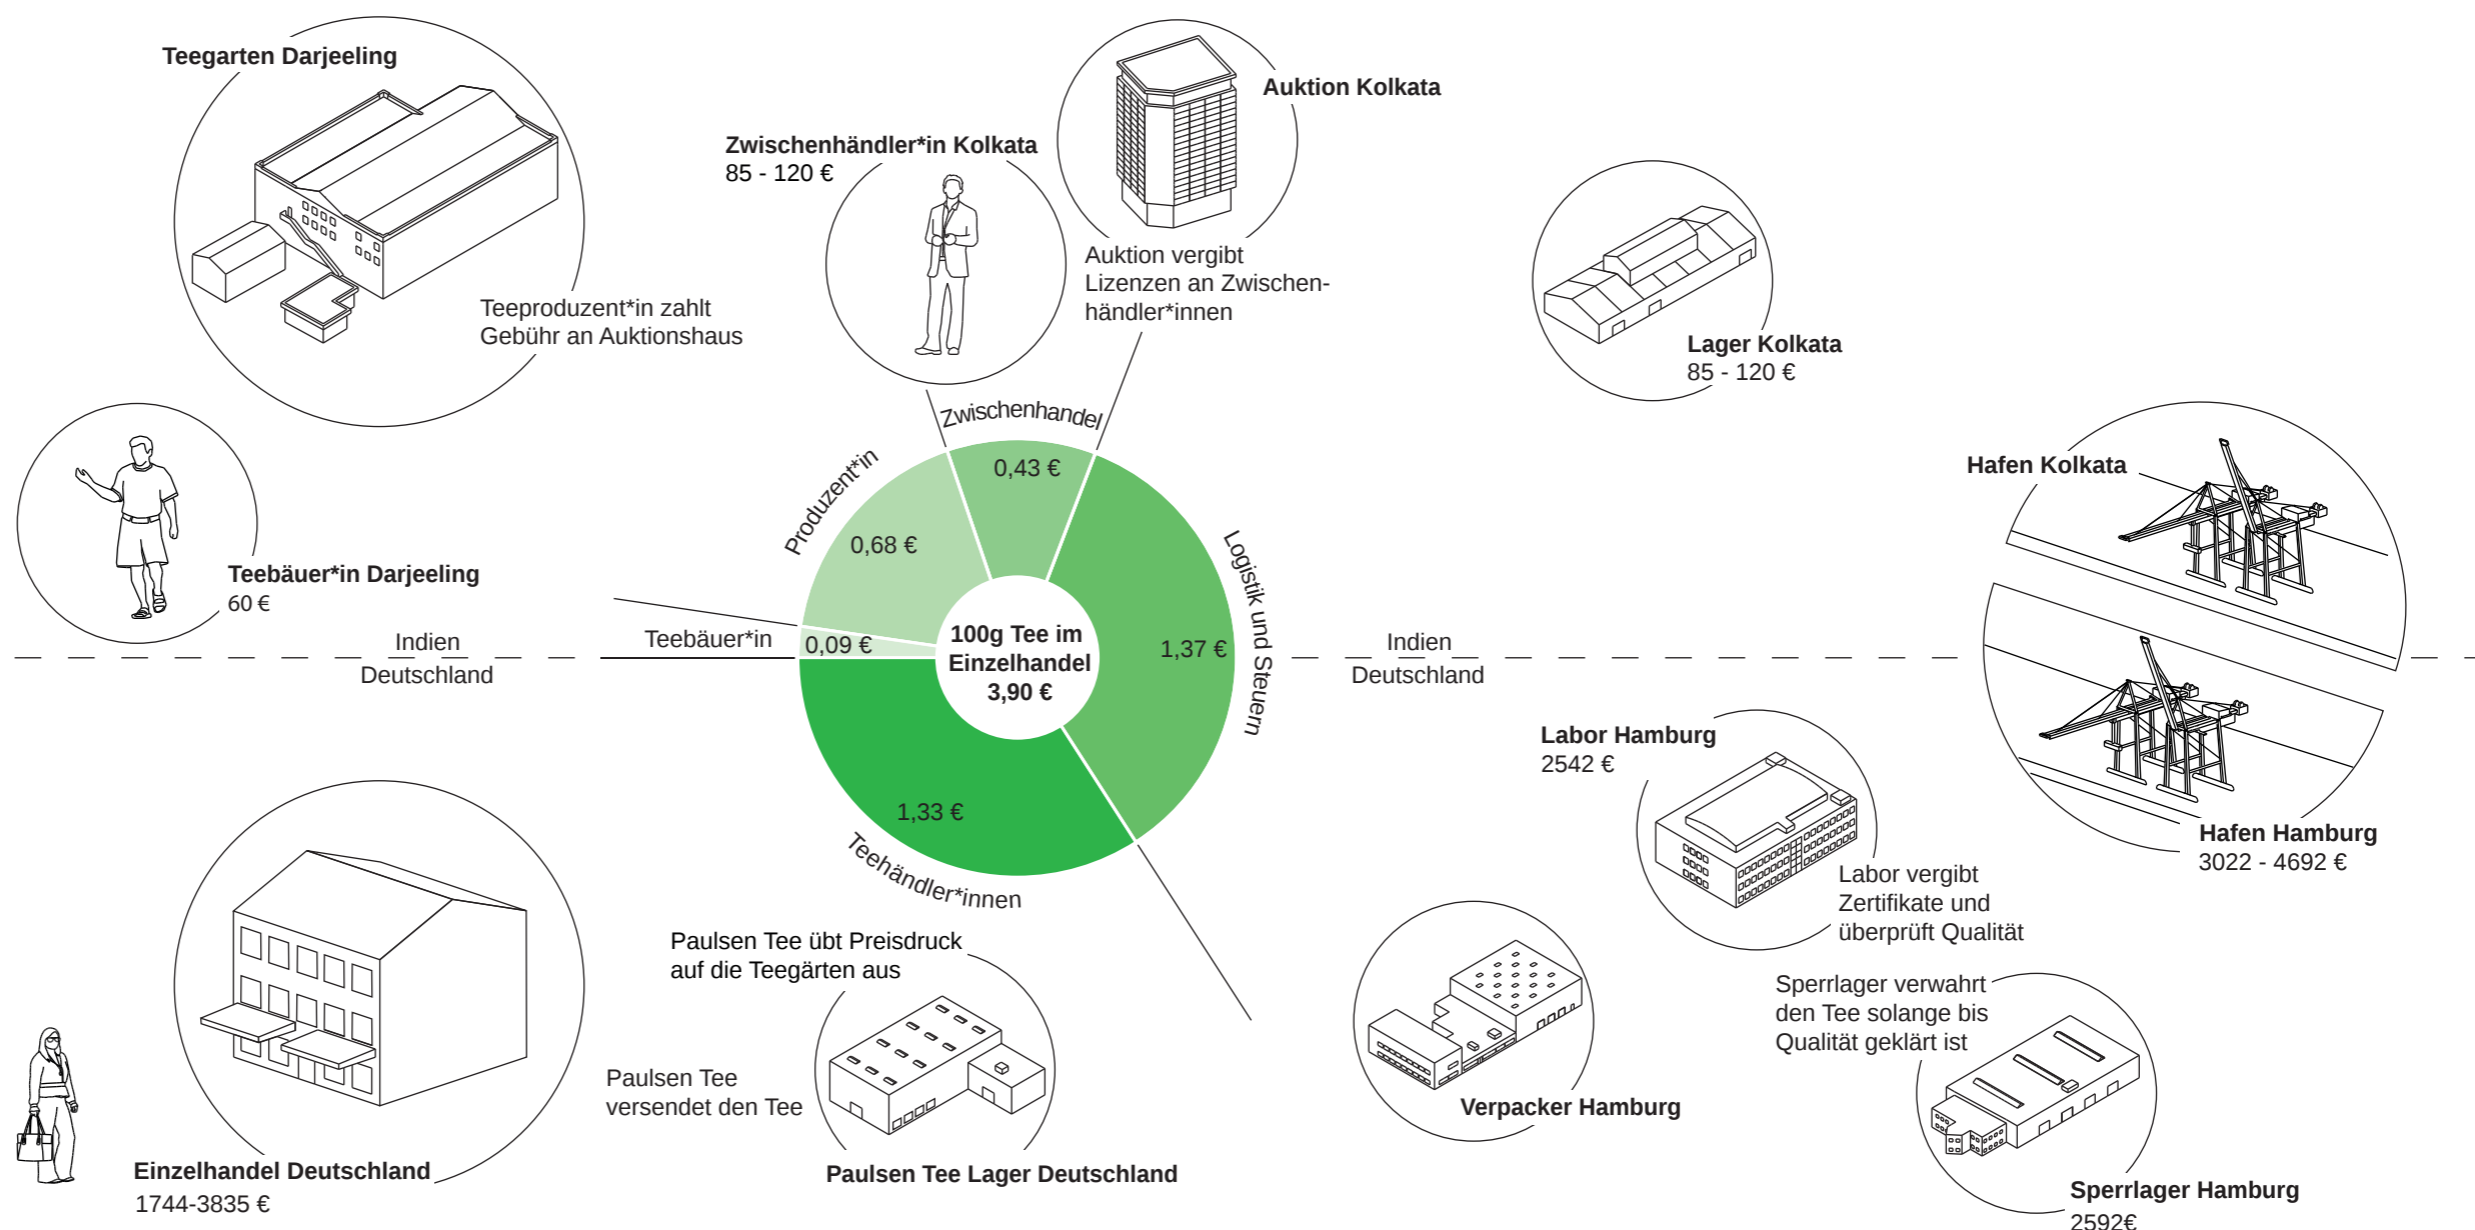 Teegarten Darjeeling
Teeproduzent*in zahlt
Gebühr an Auktionshaus
Zwischenhändler*in Kolkata
85 - 120 €
Auktion Kolkata
Auktion vergibt
Lizenzen an Zwischen-
händler*innen
Lager Kolkata
85 - 120 €
Hafen Kolkata
Teebäuer*in Darjeeling
60 €
Zwischenhandel
0,43 €
Produzent*in
0,68 €
Logistik und Steuern
1,37 €
Teebäuer*in
0,09 €
100g Tee im
Einzelhandel
3,90 €
1,33 €
Teehändler*innen
Indien
Deutschland
Indien
Deutschland
Labor Hamburg
2542 €
Labor vergibt
Zertifikate und
überprüft Qualität
Hafen Hamburg
3022 - 4692 €
Sperrlager verwahrt
den Tee solange bis
Qualität geklärt ist
Sperrlager Hamburg
2592€
Verpacker Hamburg
Paulsen Tee übt Preisdruck
auf die Teegärten aus
Paulsen Tee
versendet den Tee
Paulsen Tee Lager Deutschland
Einzelhandel Deutschland
1744-3835 €